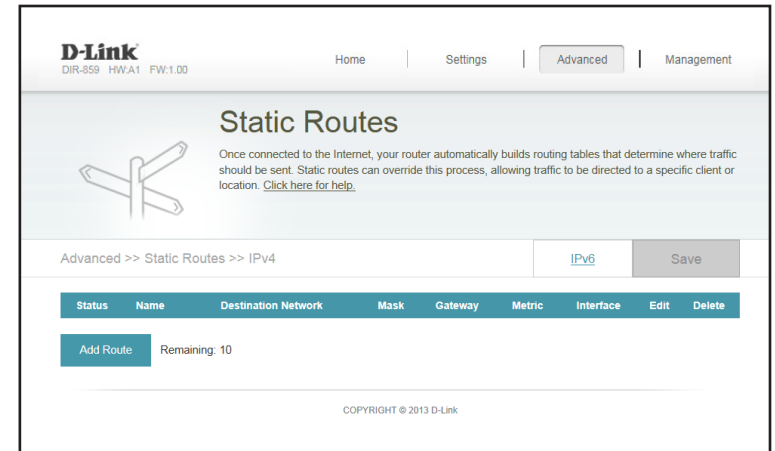 D-Link
DIR-859 HW:A1 FW:1.00
Home
Settings
Advanced
Management
Static Routes
Once connected to the Internet, your router automatically builds routing tables that determine where traffic
should be sent. Static routes can override this process, allowing traffic to be directed to a specific client or
location. Click here for help.
Advanced >> Static Routes >> IPv4
IPv6
Save
Status Name Destination Network Mask Gateway Metric Interface Edit Delete
Add Route
Remaining: 10
COPYRIGHT © 2013 D-Link